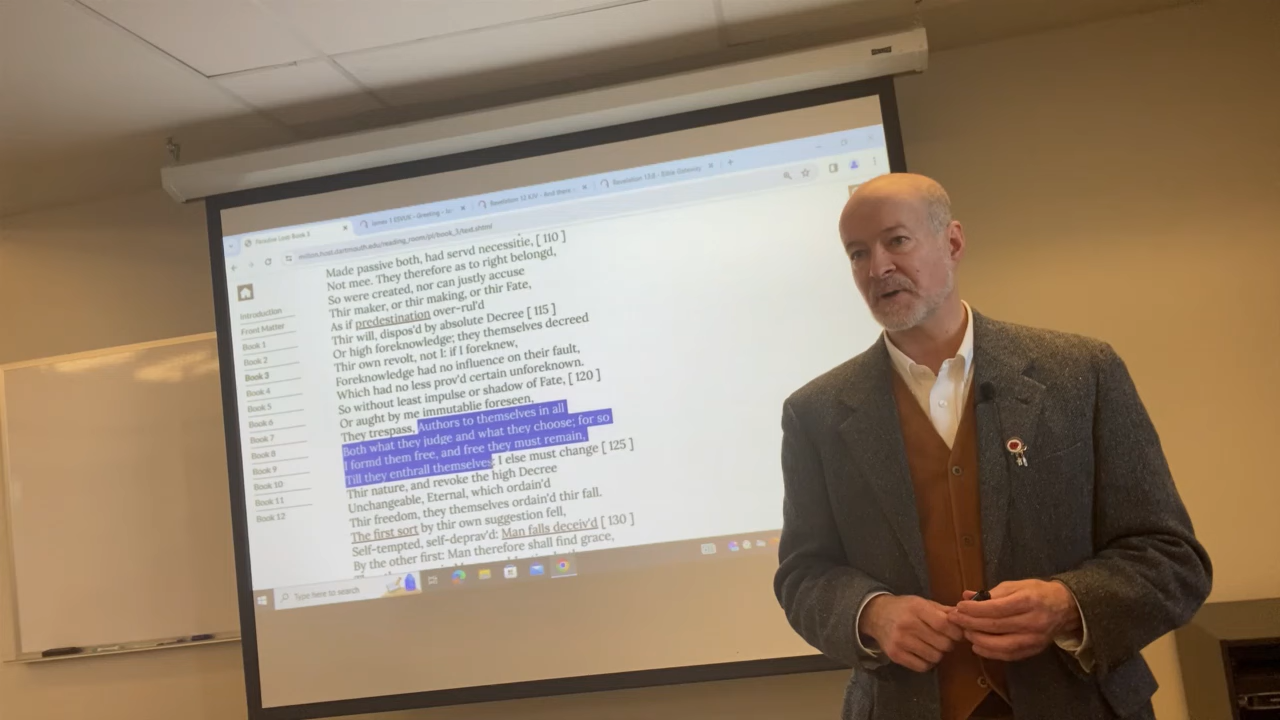 Paradise Lost: Book 3
James 1 ESVUK - Greeting -
Revelation 12 KJV - And there
Revelation 13:8 - Bible Gateway
milton.host.dartmouth.edu/reading_room/pl/book_3/text.shtml
Introduction
Front Matter
Book 1
Book 2
Book 3
Book 4
Book 5
Book 6
Book 7
Book 8
Book 9
Book 10
Book 11
Book 12
Made passive both, had servd necessitie, [ 110 ]
Not mee. They therefore as to right belongd,
So were created, nor can justly accuse
Thir maker, or thir making, or thir Fate,
As if predestination over-rul'd
Thir will, dispos'd by absolute Decree [ 115 ]
Or high foreknowledge; they themselves decreed
Thir own revolt, not I: if I foreknew,
Foreknowledge had no influence on their fault,
Which had no less prov'd certain unforeknown.
So without least impulse or shadow of Fate, [ 120 ]
Or aught by me immutablie foreseen,
They trespass, Authors to themselves in all
Both what they judge and what they choose; for so
I formd them free, and free they must remain,
Till they enthrall themselves: I else must change [ 125 ]
Thir nature, and revoke the high Decree
Unchangeable, Eternal, which ordain'd
Thir freedom, they themselves ordain'd thir fall.
The first sort by thir own suggestion fell,
Self-tempted, self-deprav'd: Man falls deceiv'd [ 130 ]
By the other first: Man therefore shall find grace,
Type here to search